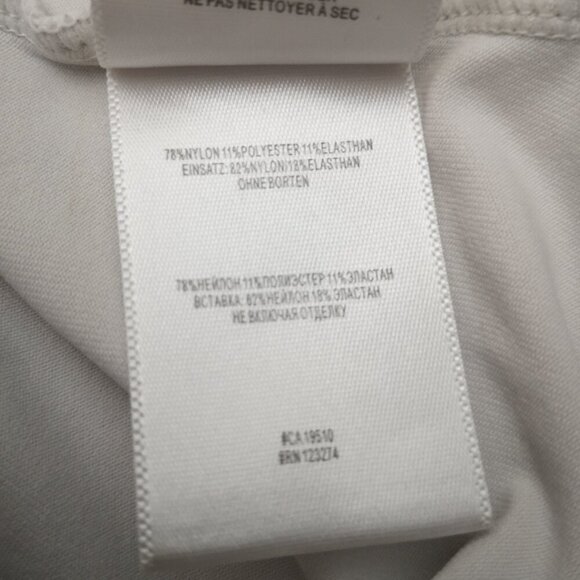 NE PAS NETTOYER À SEC
78%NYLON 11%POLYESTER 11%ELASTHAN
EINSATZ: 82%NYLON/18%ELASTHAN
OHNE BORTEN
78%НЕЙЛОН 11%ПОЛИЭСТЕР 11%ЭЛАСТАН
ВСТАВКА: 82%НЕЙЛОН 18% ЭЛАСТАН
НЕ ВКЛЮЧАЯ ОТДЕЛКУ
#CA 19510
#RN 123274